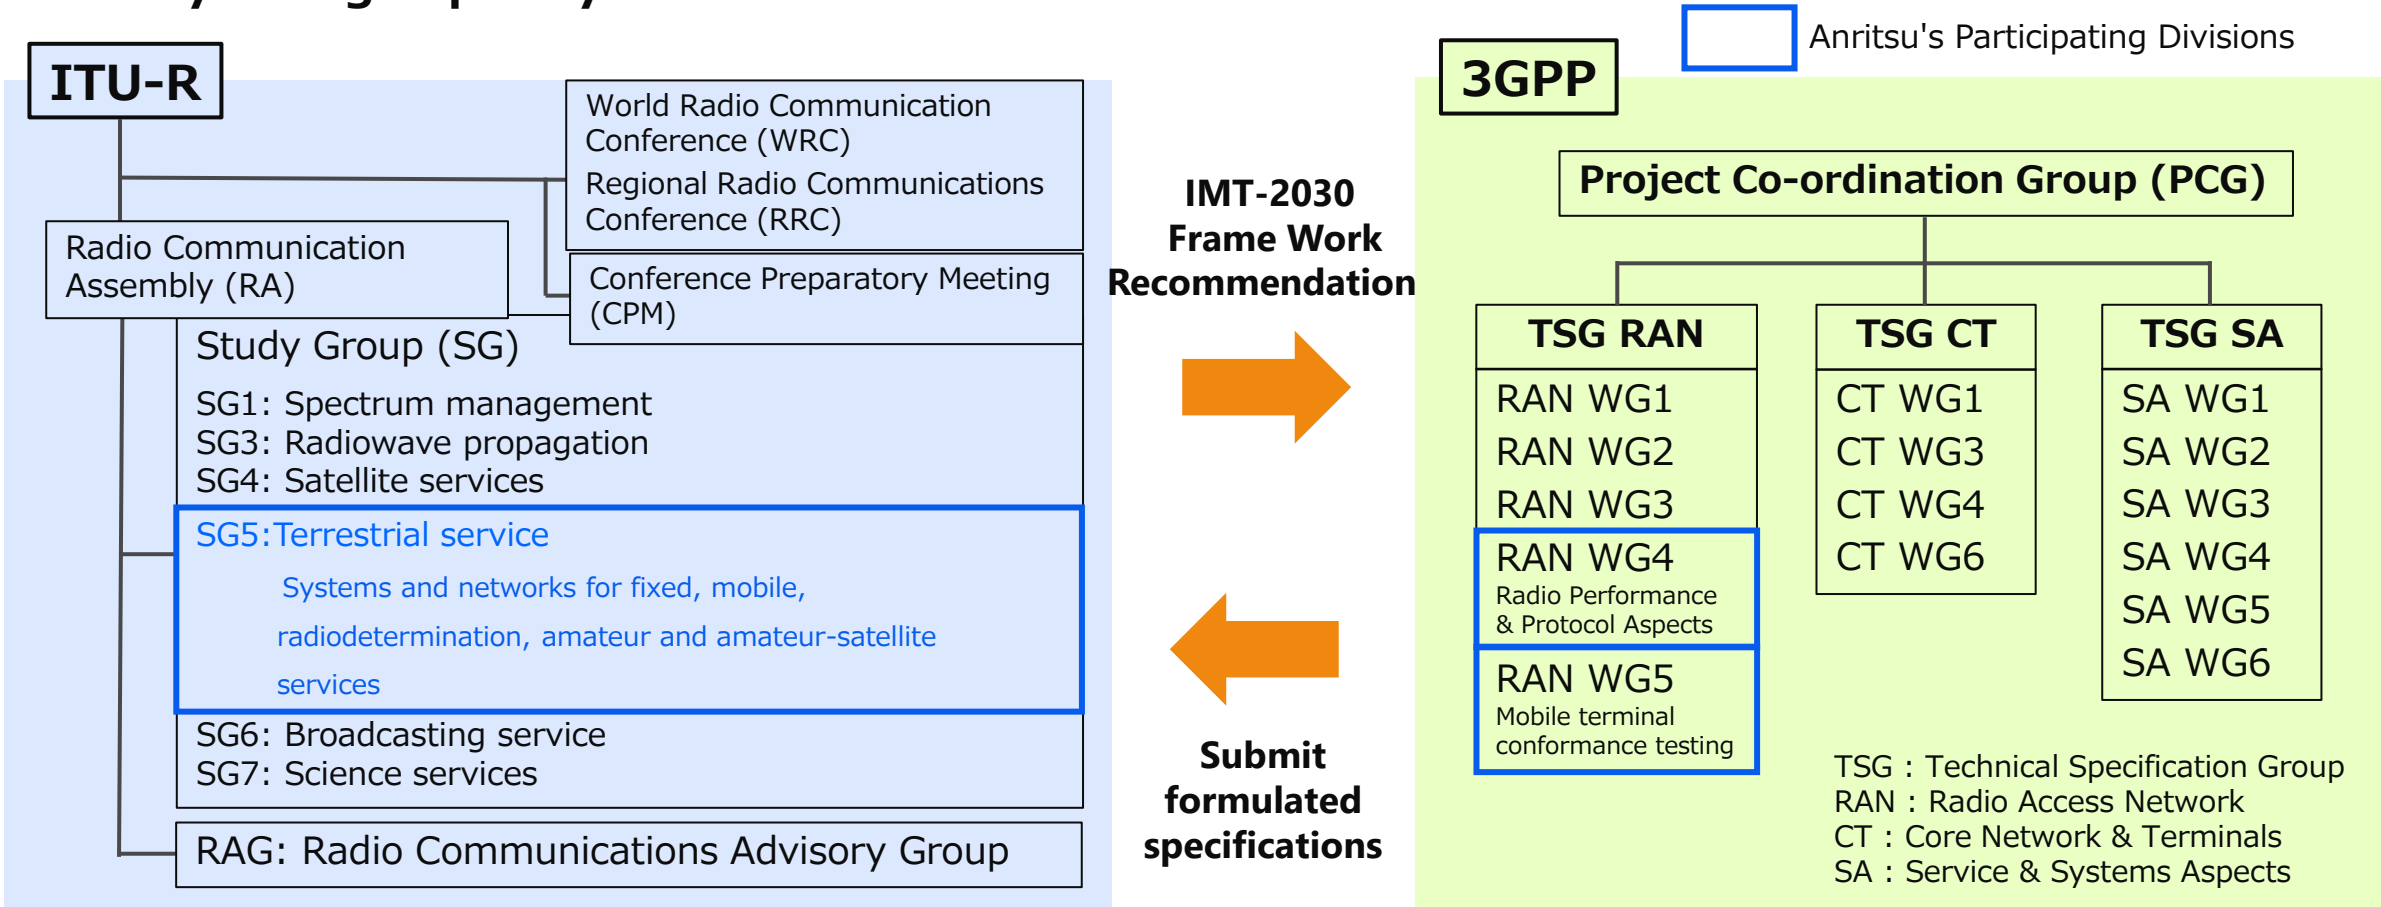 Anritsu's Participating Divisions
ITU-R
World Radio Communication
Conference (WRC)
Regional Radio Communications
Conference (RRC)
Radio Communication
Assembly (RA)
Conference Preparatory Meeting
(CPM)
Study Group (SG)
SG1: Spectrum management
SG3: Radiowave propagation
SG4: Satellite services
SG5:Terrestrial service
Systems and networks for fixed, mobile,
radiodetermination, amateur and amateur-satellite
services
SG6: Broadcasting service
SG7: Science services
RAG: Radio Communications Advisory Group
IMT-2030
Frame Work
Recommendation
Submit
formulated
specifications
3GPP
Project Co-ordination Group (PCG)
TSG RAN
RAN WG1
RAN WG2
RAN WG3
RAN WG4
Radio Performance
& Protocol Aspects
RAN WG5
Mobile terminal
conformance testing
TSG CT
CT WG1
CT WG3
CT WG4
CT WG6
TSG SA
SA WG1
SA WG2
SA WG3
SA WG4
SA WG5
SA WG6
TSG : Technical Specification Group
RAN : Radio Access Network
CT : Core Network & Terminals
SA : Service & Systems Aspects